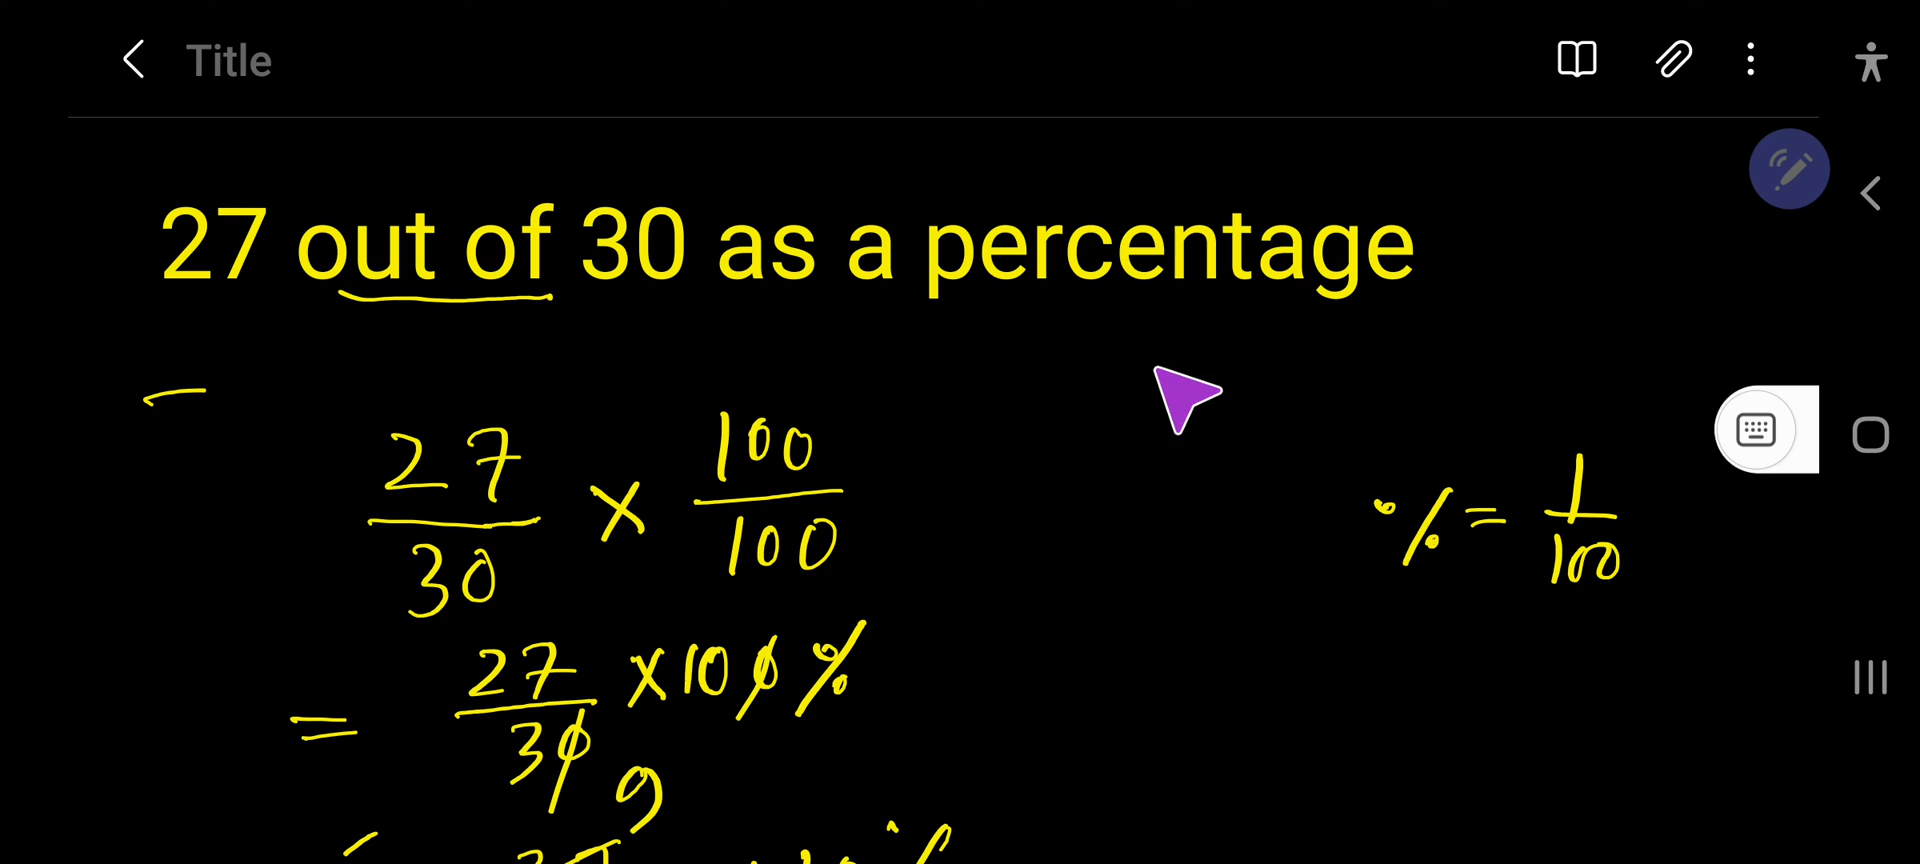 Title
27 out of 30 as a percentage
27/30 × 100/100
% = 1/100
= 27/30 × 100 %
9